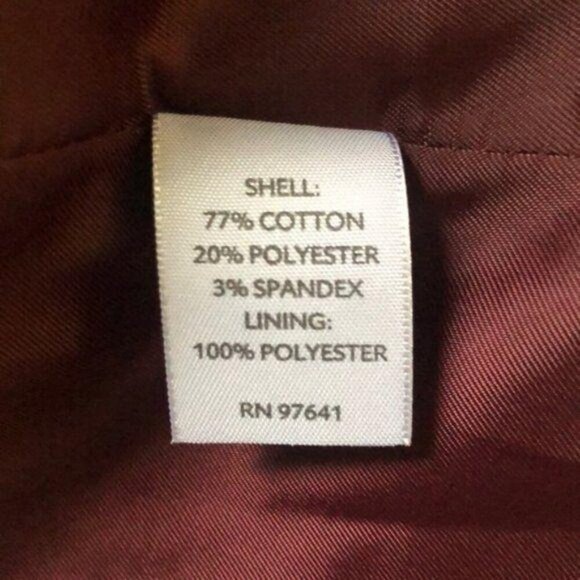 SHELL:
77% COTTON
20% POLYESTER
3% SPANDEX
LINING:
100% POLYESTER
RN 97641